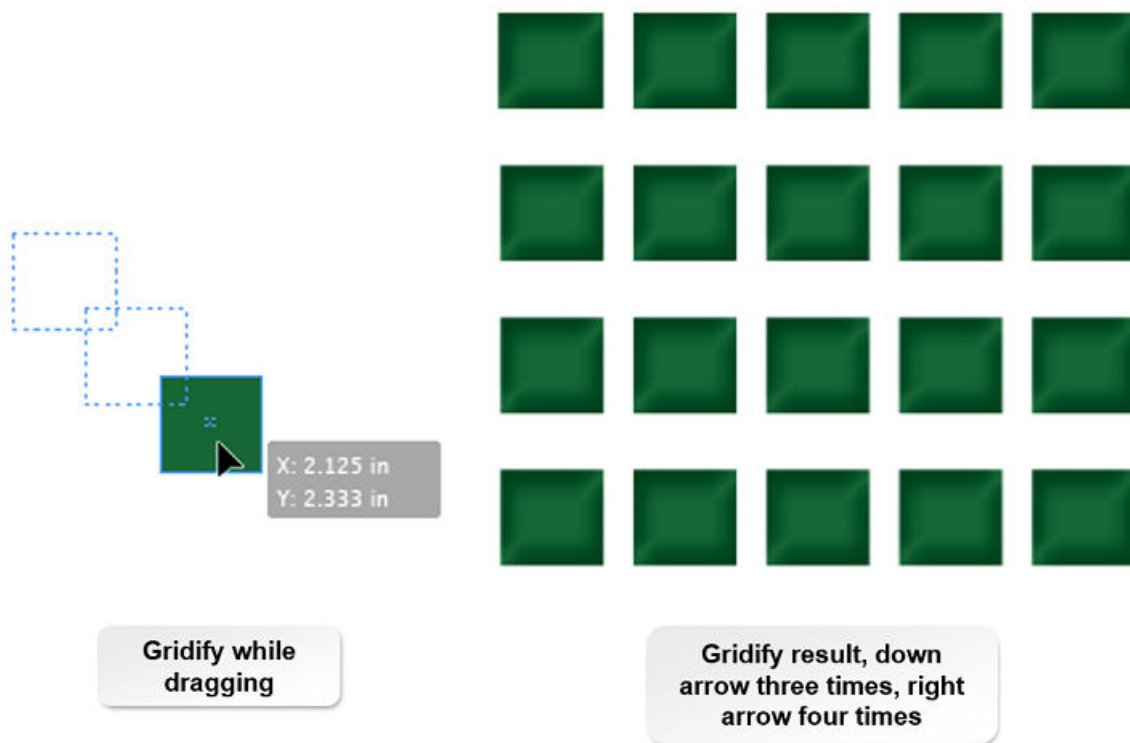 X: 2.125 in
Y: 2.333 in
Gridify while
dragging
Gridify result, down
arrow three times, right
arrow four times